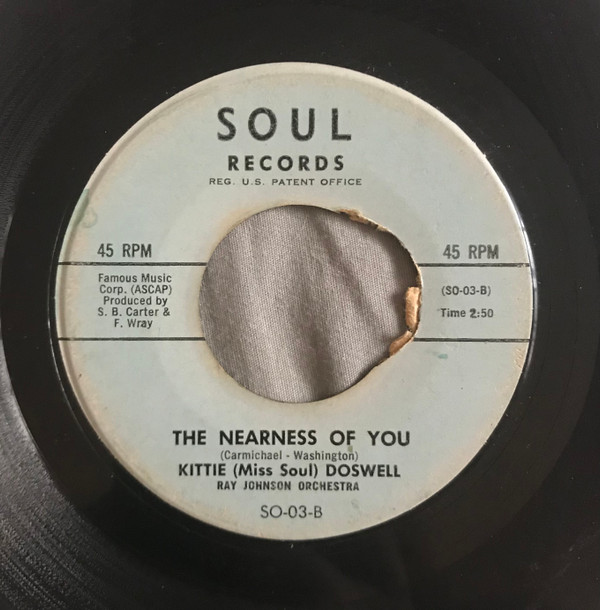 SOUL
RECORDS
REG. U.S. PATENT OFFICE
45 RPM
45 RPM
Famous Music
Corp. (ASCAP)
Produced by
S. B. Carter &
F. Wray
(SO-03-B)
Time 2:50
THE NEARNESS OF YOU
(Carmichael - Washington)
KITTIE (Miss Soul) DOSWELL
RAY JOHNSON ORCHESTRA
SO-03-B